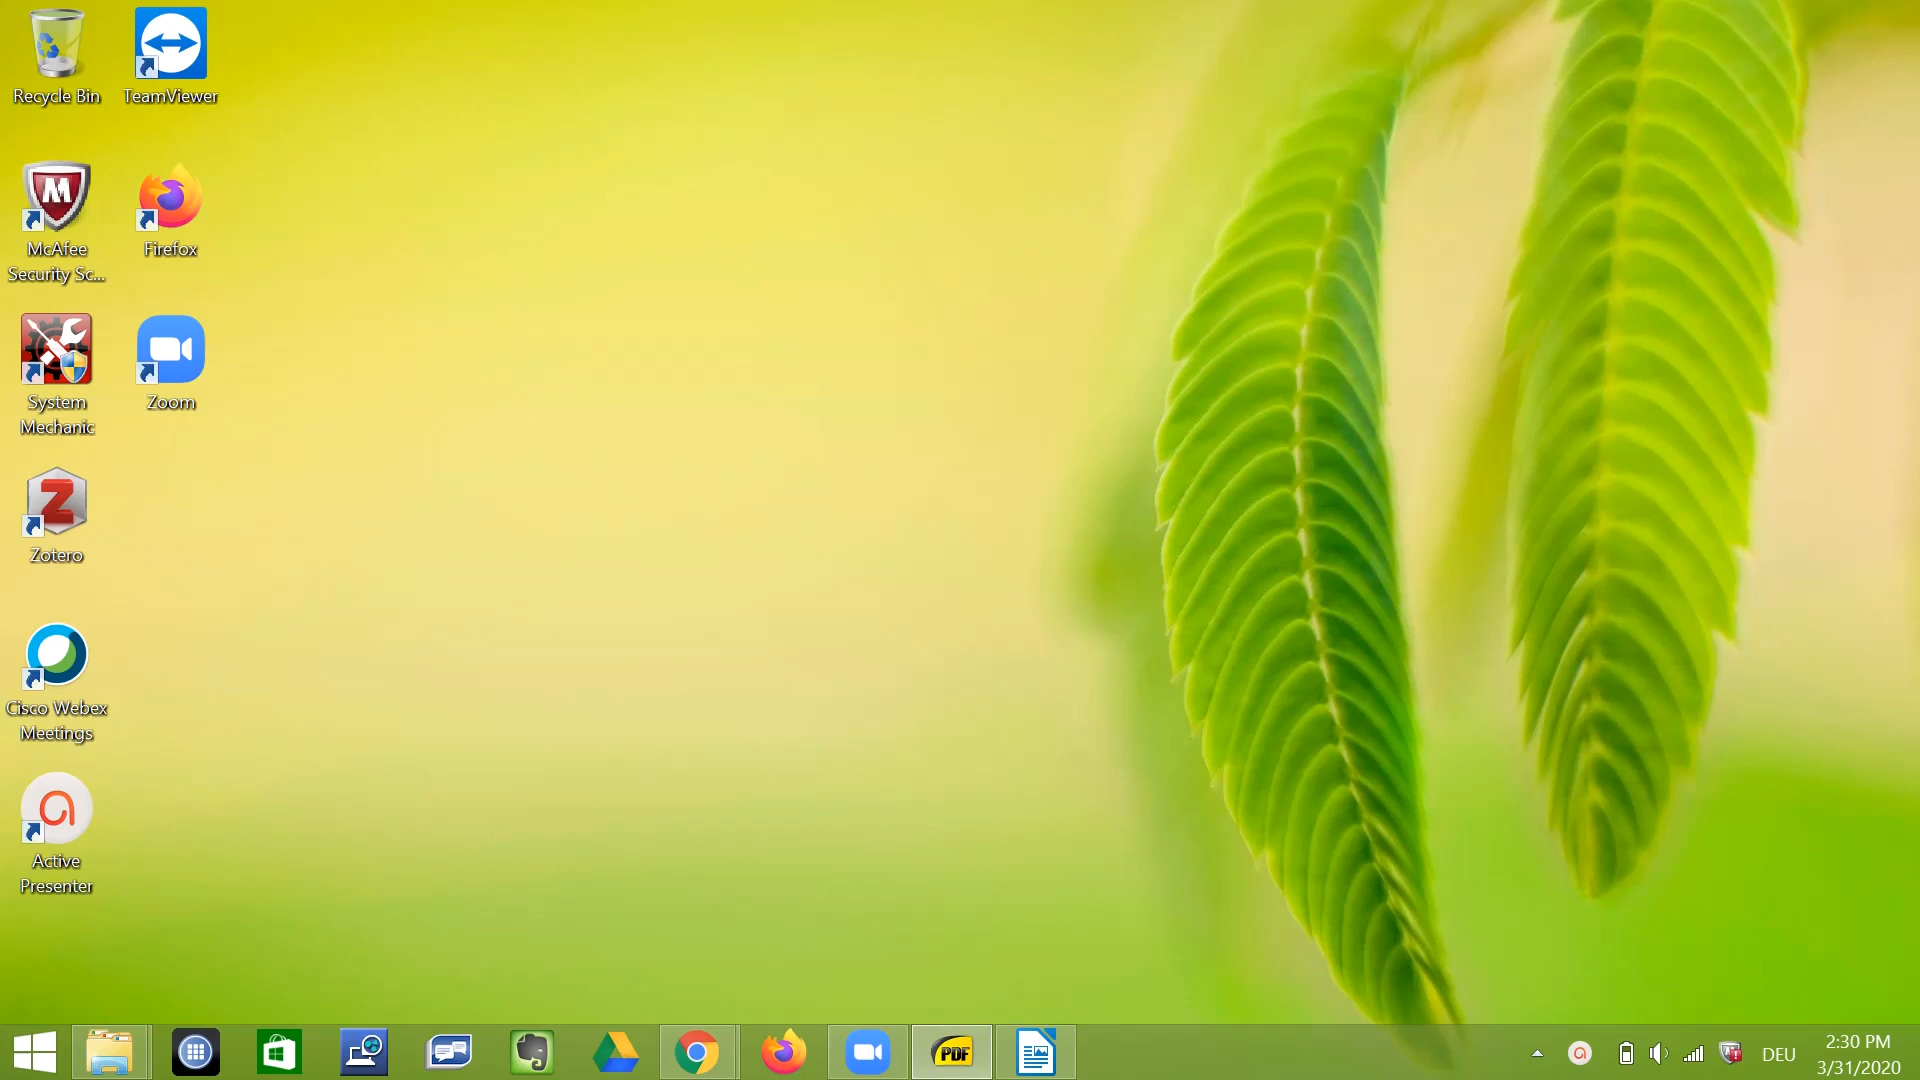 Recycle Bin
TeamViewer
McAfee
Security Sc...
Firefox
System
Mechanic
Zoom
Zotero
Cisco Webex
Meetings
Active
Presenter
PDF
DEU
2:30 PM
3/31/2020